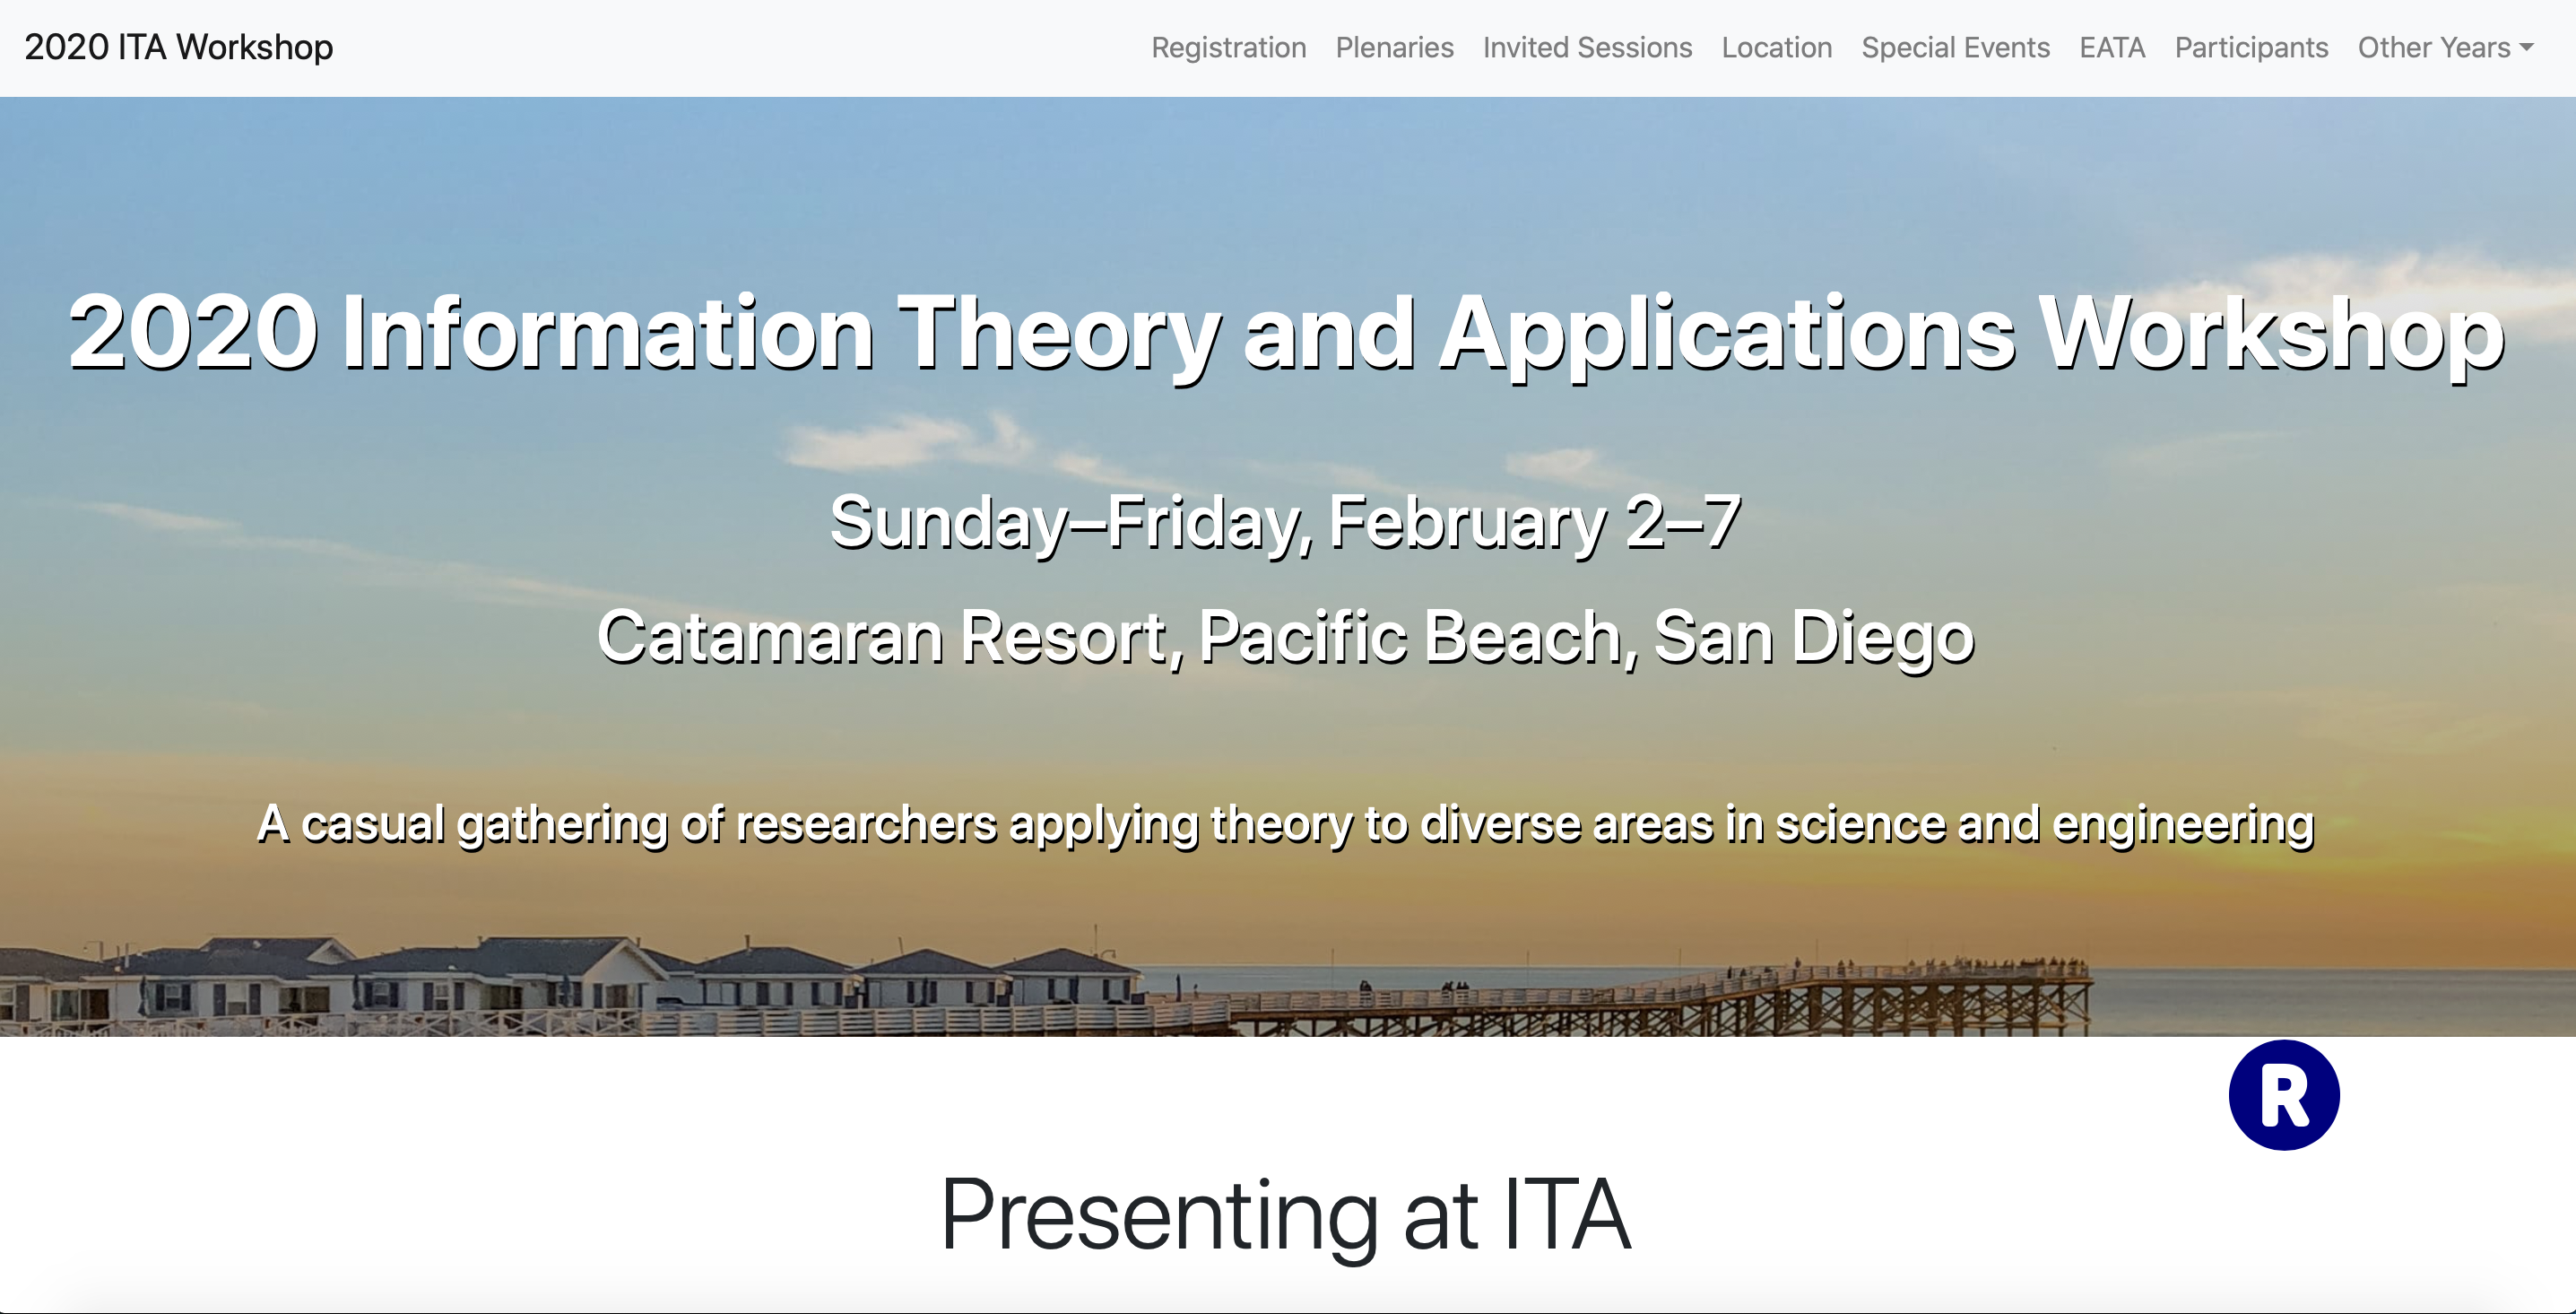 2020 ITA Workshop
Registration Plenaries Invited Sessions Location Special Events EATA Participants Other Years
2020 Information Theory and Applications Workshop
Sunday–Friday, February 2–7
Catamaran Resort, Pacific Beach, San Diego
A casual gathering of researchers applying theory to diverse areas in science and engineering
R
Presenting at ITA